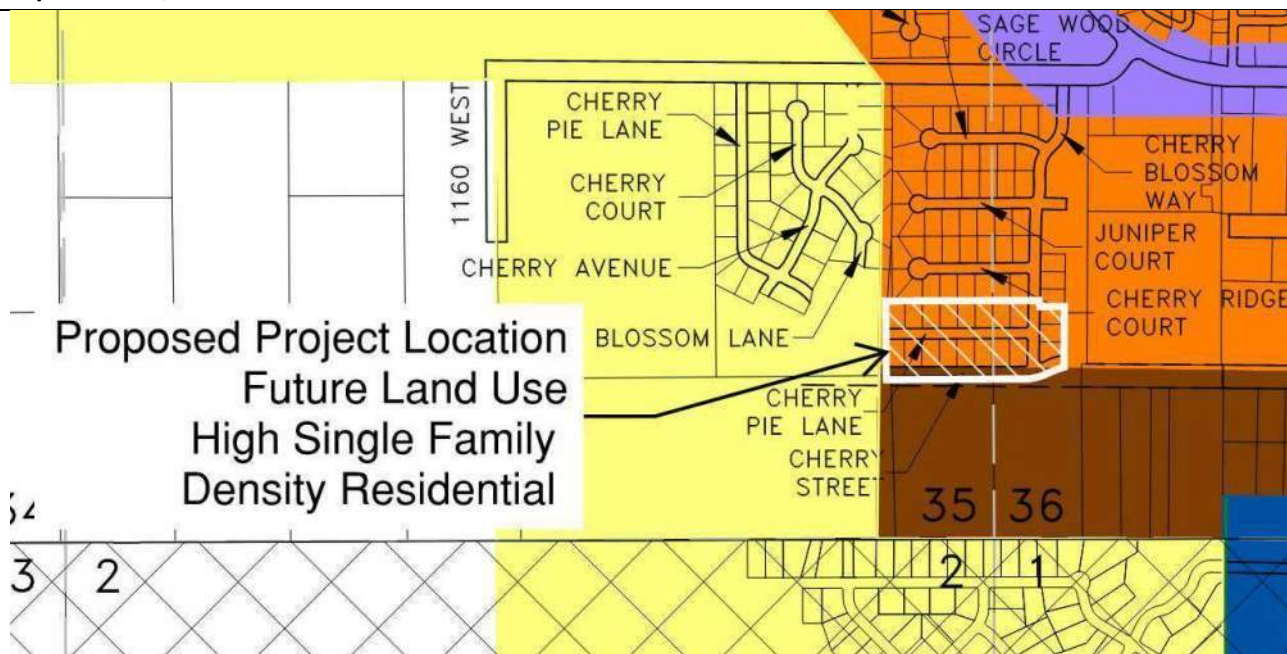 SAGE WOOD
CIRCLE
1160 WEST
CHERRY
PIE LANE
CHERRY
COURT
CHERRY AVENUE
BLOSSOM LANE
CHERRY
BLOSSOM
WAY
JUNIPER
COURT
CHERRY RIDGE
COURT
Proposed Project Location
Future Land Use
High Single Family
Density Residential
CHERRY
PIE LANE
CHERRY
STREET
35 36
3 2
2 1